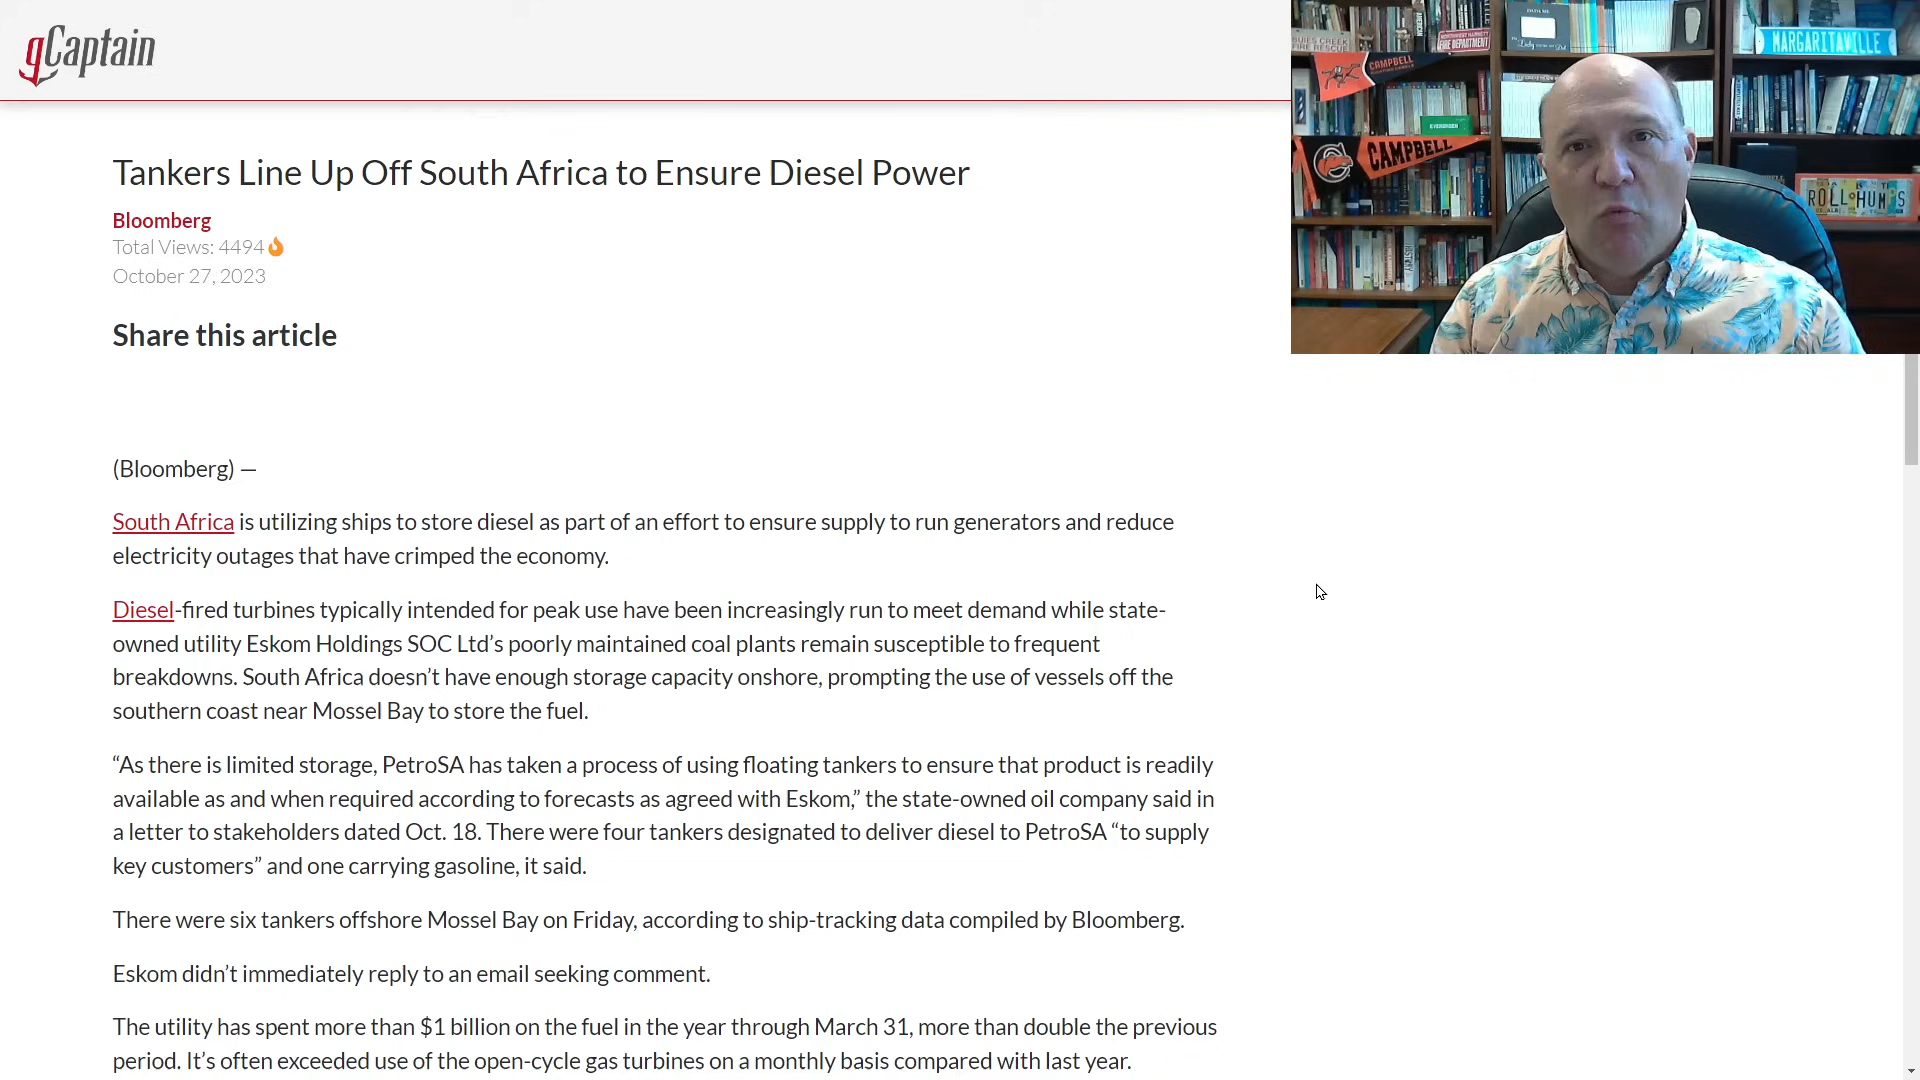 gCaptain
Tankers Line Up Off South Africa to Ensure Diesel Power
Bloomberg
Total Views: 4494
October 27, 2023
Share this article
(Bloomberg) —
South Africa is utilizing ships to store diesel as part of an effort to ensure supply to run generators and reduce
electricity outages that have crimped the economy.
Diesel-fired turbines typically intended for peak use have been increasingly run to meet demand while state-
owned utility Eskom Holdings SOC Ltd’s poorly maintained coal plants remain susceptible to frequent
breakdowns. South Africa doesn’t have enough storage capacity onshore, prompting the use of vessels off the
southern coast near Mossel Bay to store the fuel.
“As there is limited storage, PetroSA has taken a process of using floating tankers to ensure that product is readily
available as and when required according to forecasts as agreed with Eskom,” the state-owned oil company said in
a letter to stakeholders dated Oct. 18. There were four tankers designated to deliver diesel to PetroSA “to supply
key customers” and one carrying gasoline, it said.
There were six tankers offshore Mossel Bay on Friday, according to ship-tracking data compiled by Bloomberg.
Eskom didn’t immediately reply to an email seeking comment.
The utility has spent more than $1 billion on the fuel in the year through March 31, more than double the previous
period. It’s often exceeded use of the open-cycle gas turbines on a monthly basis compared with last year.
MARGARITAVILLE
FIRE DEPARTMENT
CAMPBELL
EVERGREEN
CAMPBELL